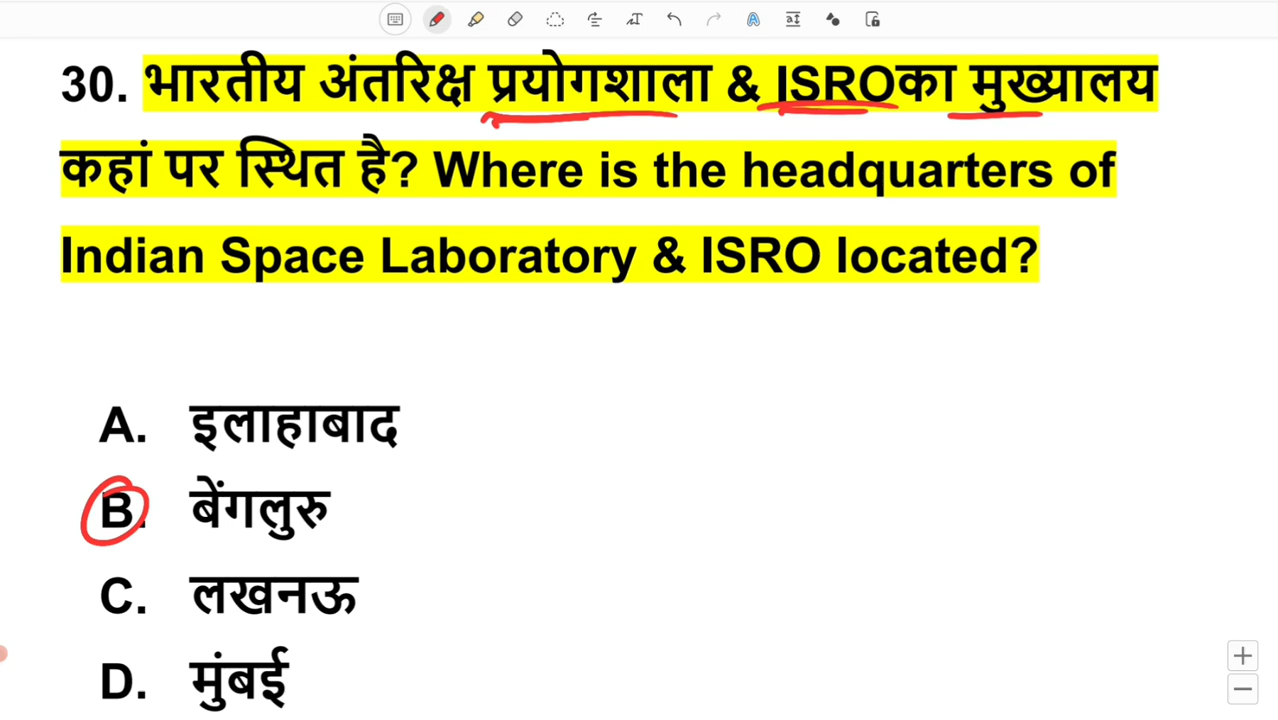 30. भारतीय अंतरिक्ष प्रयोगशाला & ISROका मुख्यालय
कहां पर स्थित है? Where is the headquarters of
Indian Space Laboratory & ISRO located?
A. इलाहाबाद
B. बेंगलुरु
C. लखनऊ
D. मुंबई